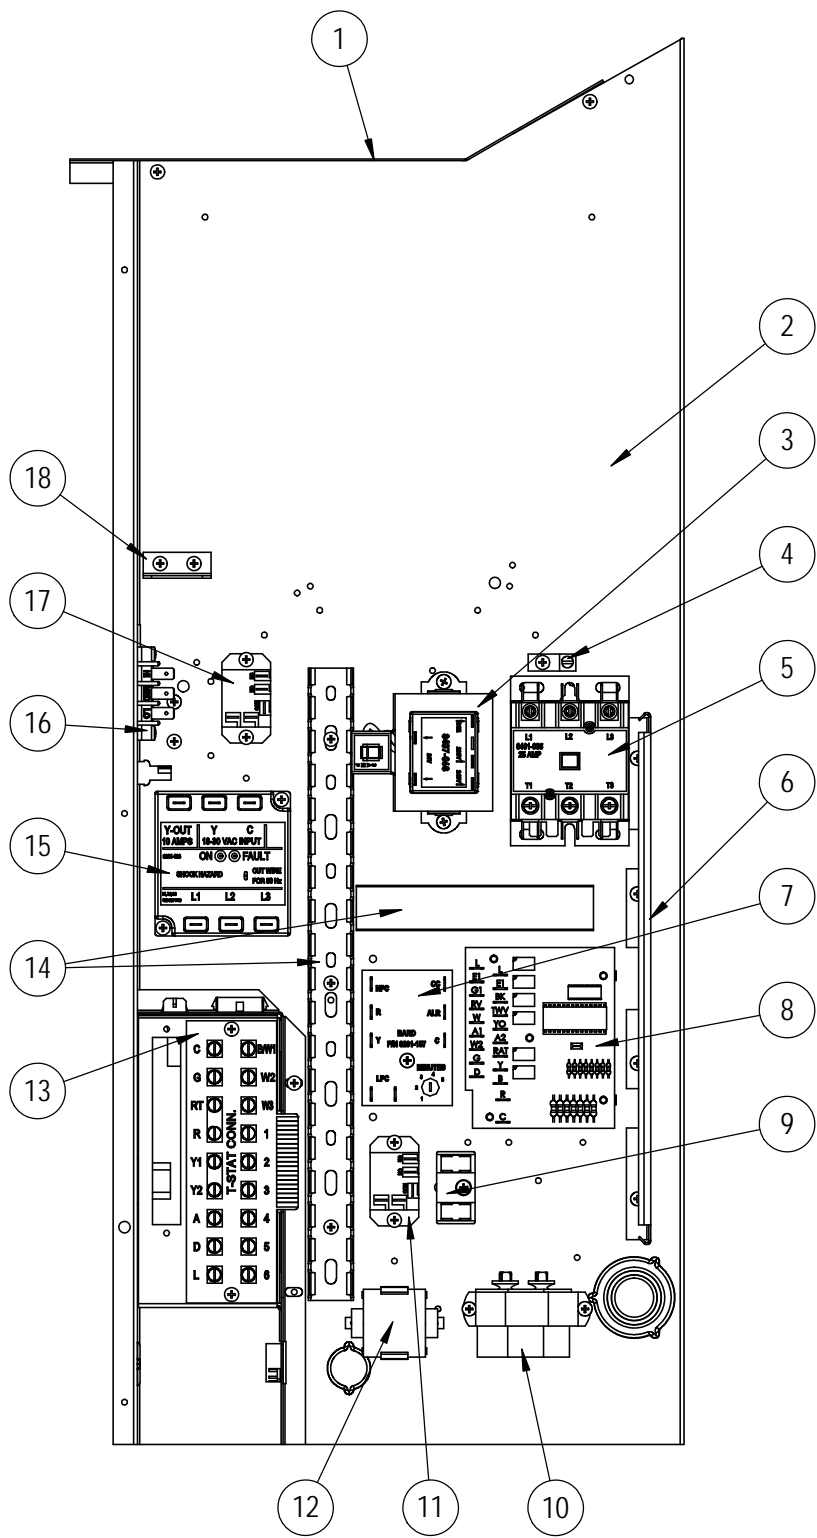 1
2
3
4
5
6
7
8
9
10
11
12
13
14
15
16
17
18
L1 L2 L3
25 AMP
T1 T2 T3
Y-OUT Y C
10 AMPS 18-30 VAC INPUT
ON FAULT
SHOCK HAZARD
CUT WIRE
FOR 50 Hz
L1 L2 L3
HPC CC
R ALR
BARD
Y C
MINUTES
LPC
L
E1
G1
RV
W
A1
W2
G
D
L
E1
BK
TWV
YO
A2
RAT
Y
B
R
C
T-STAT CONN.
C B/W1
G W2
RT W3
R 1
Y1 2
Y2 3
A 4
D 5
L 6